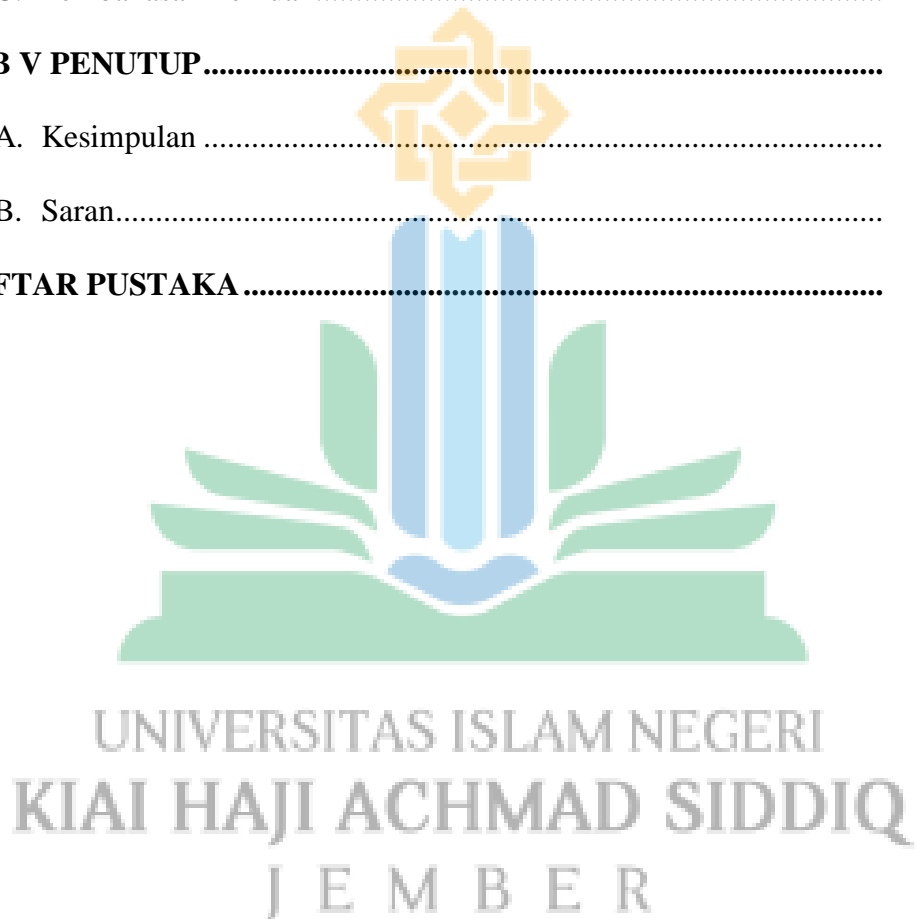 B V PENUTUP..........................................................................................
A. Kesimpulan ..........................................................................................
B. Saran..........................................................................................
FTAR PUSTAKA..........................................................................................
UNIVERSITAS ISLAM NEGERI
KIAI HAJI ACHMAD SIDDIQ
J E M B E R